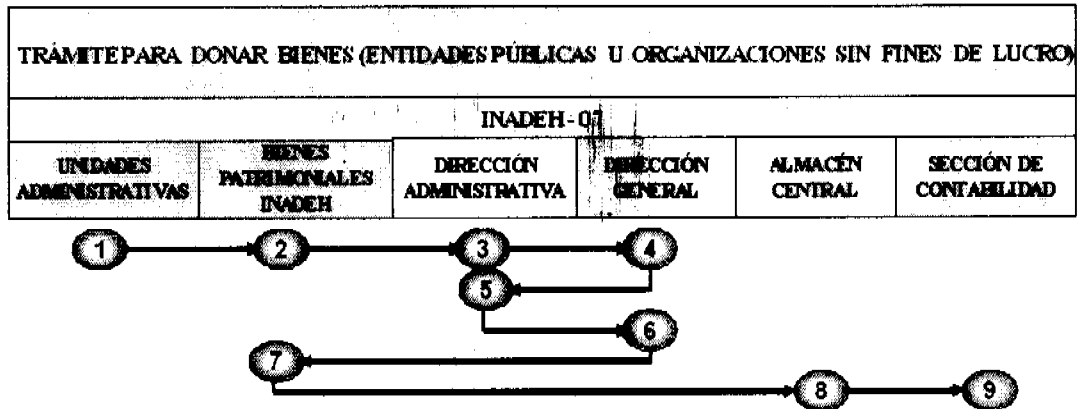 TRÁMITE PARA DONAR BIENES (ENTIDADES PÚBLICAS U ORGANIZACIONES SIN FINES DE LUCRO)
INADEH-07
UNIDADES
ADMINISTRATIVAS
BIENES
PATRIMONIALES
INADEH
DIRECCIÓN
ADMINISTRATIVA
DIRECCIÓN
GENERAL
ALMACÉN
CENTRAL
SECCIÓN DE
CONTABILIDAD
1 2 3 4
5
6
7
8 9